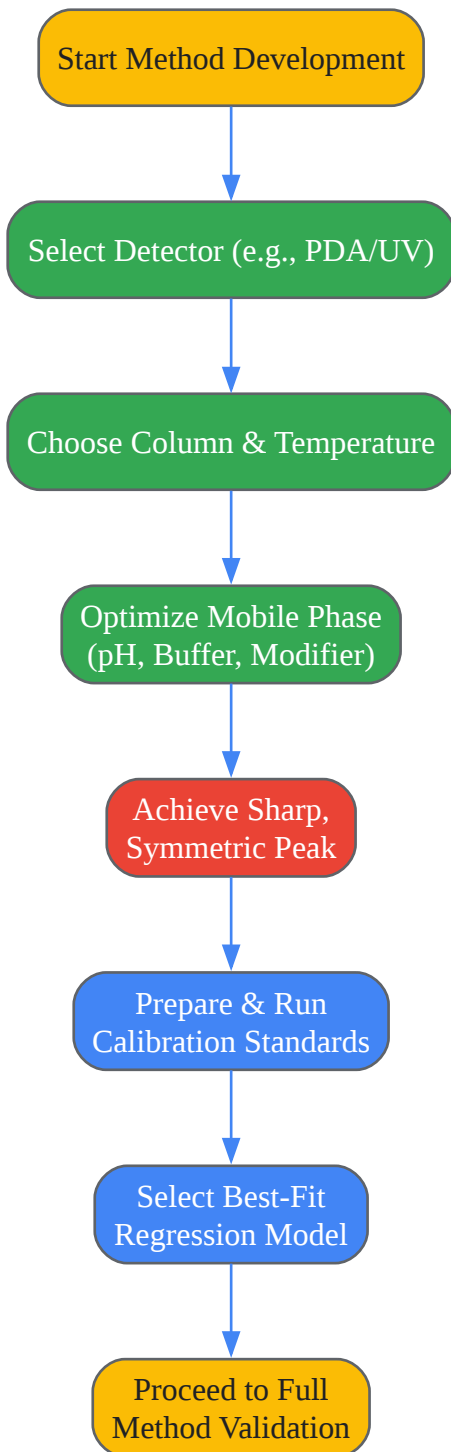 Start Method Development
Select Detector (e.g., PDA/UV)
Choose Column & Temperature
Optimize Mobile Phase
(pH, Buffer, Modifier)
Achieve Sharp,
Symmetric Peak
Prepare & Run
Calibration Standards
Select Best-Fit
Regression Model
Proceed to Full
Method Validation